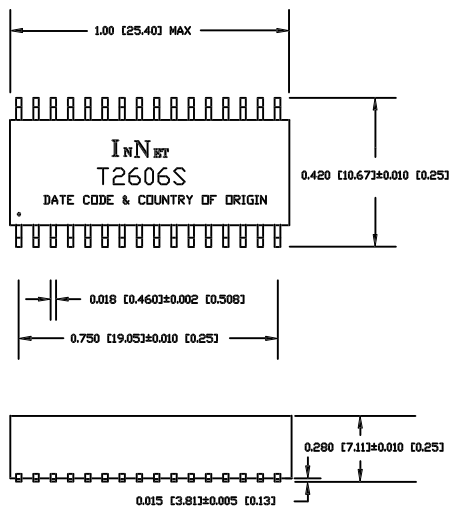 1.00 [25.40] MAX
InNet
T2606S
DATE CODE & COUNTRY OF ORIGIN
0.420 [10.67]±0.010 [0.25]
0.018 [0.460]±0.002 [0.508]
0.750 [19.05]±0.010 [0.25]
0.280 [7.11]±0.010 [0.25]
0.015 [3.81]±0.005 [0.13]